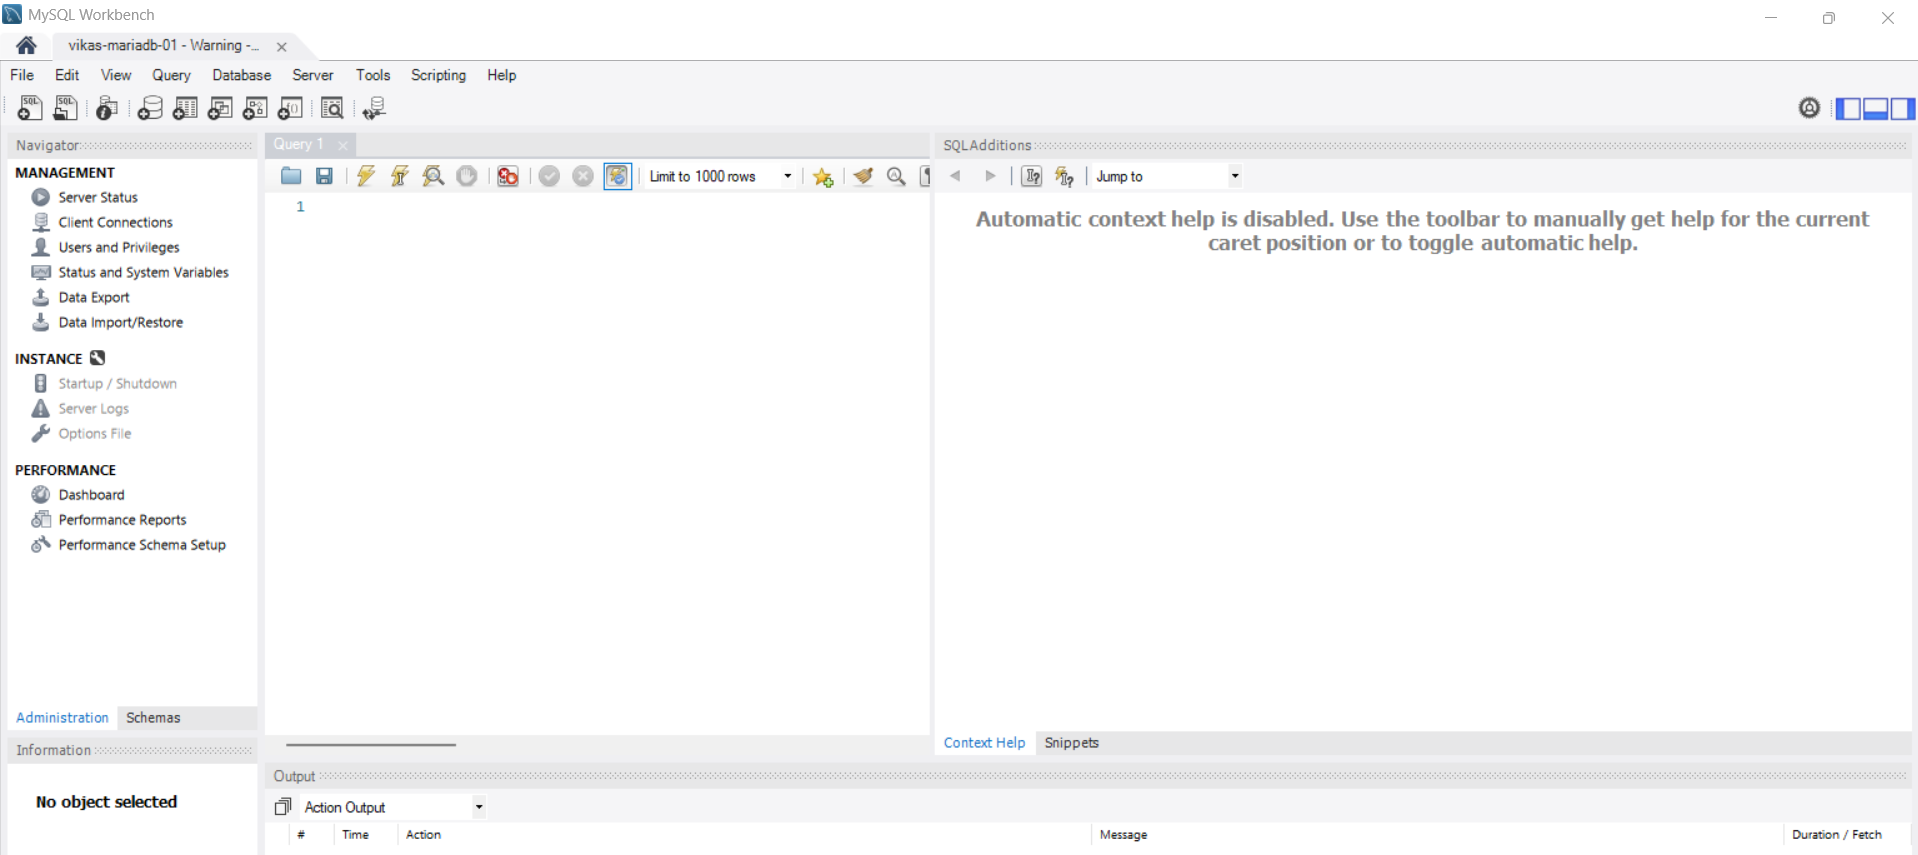 MySQL Workbench
vikas-mariadb-01 - Warning -...
File Edit View Query Database Server Tools Scripting Help
Navigator
MANAGEMENT
Server Status
Client Connections
Users and Privileges
Status and System Variables
Data Export
Data Import/Restore
INSTANCE
Startup / Shutdown
Server Logs
Options File
PERFORMANCE
Dashboard
Performance Reports
Performance Schema Setup
Administration Schemas
Information
No object selected
Query 1
Limit to 1000 rows
1
SQLAdditions
Jump to
Automatic context help is disabled. Use the toolbar to manually get help for the current
caret position or to toggle automatic help.
Context Help Snippets
Output
Action Output
# Time Action Message Duration / Fetch